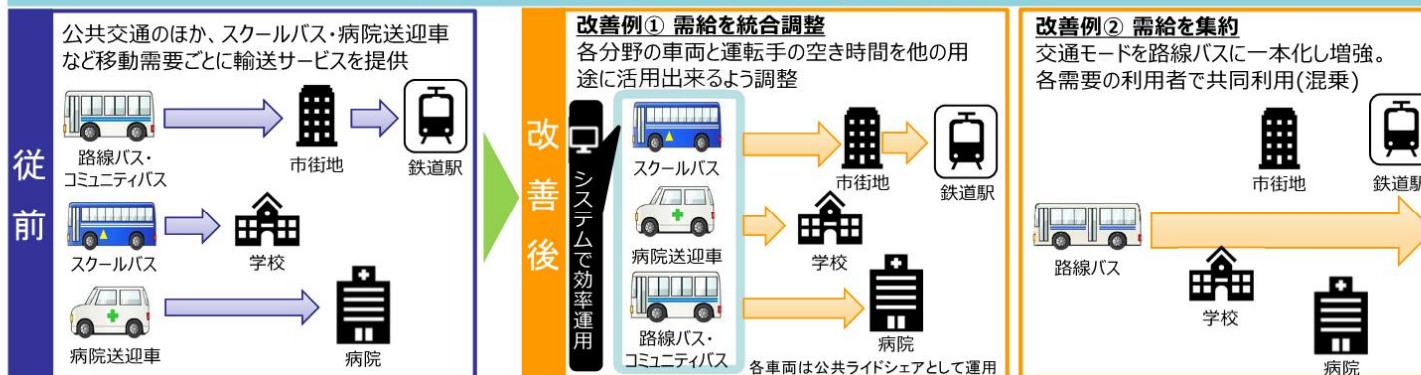 従前
公共交通のほか、スクールバス・病院送迎車
など移動需要ごとに輸送サービスを提供
路線バス・
コミュニティバス
市街地
鉄道駅
スクールバス
学校
病院送迎車
病院
改善後
改善例① 需給を統合調整
各分野の車両と運転手の空き時間を他の用
途に活用出来るよう調整
システムで効率運用
スクールバス
市街地
鉄道駅
病院送迎車
学校
路線バス・
コミュニティバス
病院
各車両は公共ライドシェアとして運用
改善例② 需給を集約
交通モードを路線バスに一本化し増強。
各需要の利用者で共同利用(混乗)
市街地
鉄道駅
路線バス
学校
病院